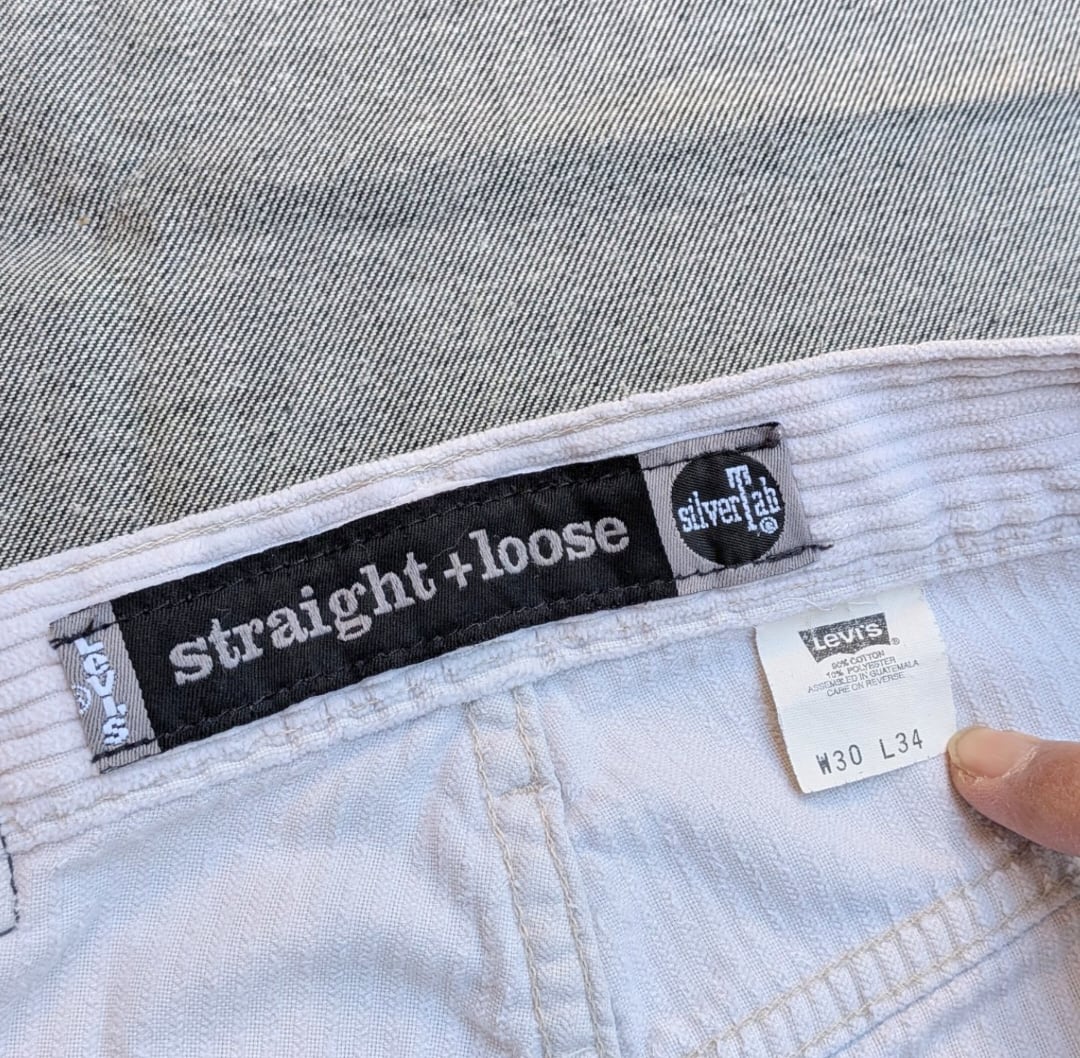 Levi's®
straight+loose
silverTab®
Levi's®
90% COTTON
10% POLYESTER
ASSEMBLED IN GUATEMALA
CARE ON REVERSE
W30 L34